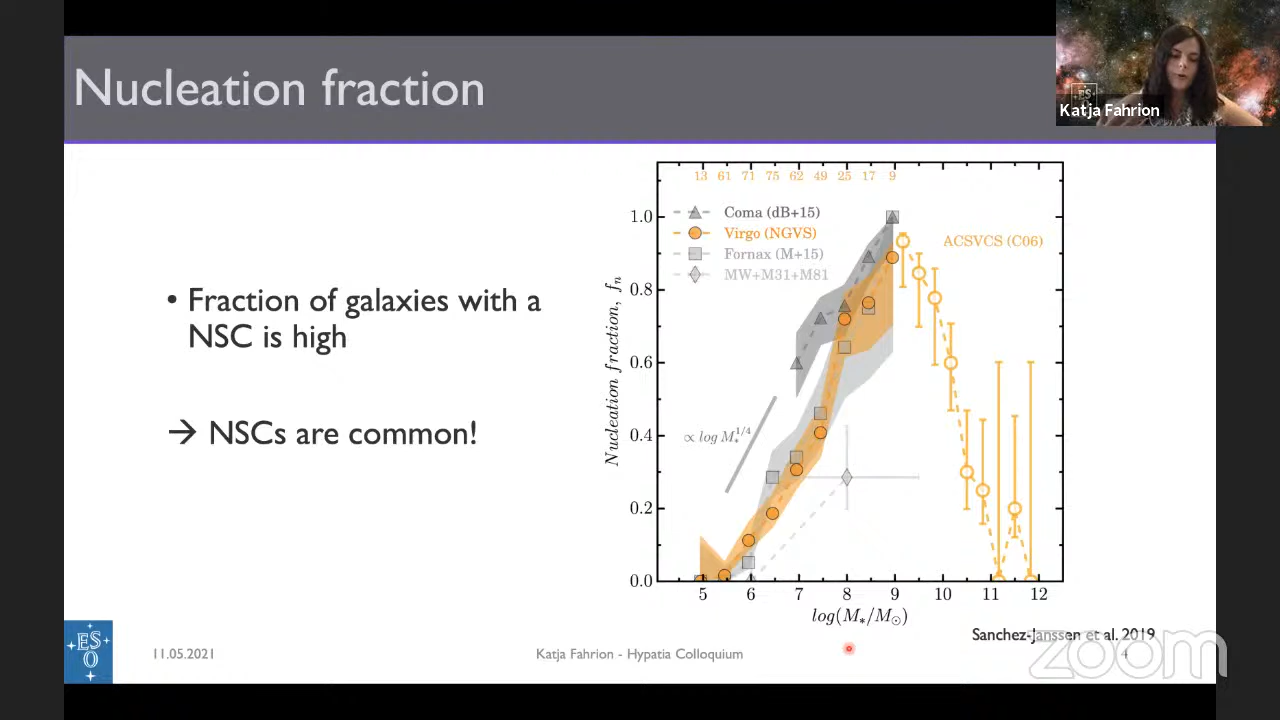 Nucleation fraction
ES
Katja Fahrion
• Fraction of galaxies with a
NSC is high
→ NSCs are common!
13 61 71 75 62 49 25 17 9
Coma (dB+15)
Virgo (NGVS)
Fornax (M+15)
MW+M31+M81
ACSVCS (C06)
∝ log M_*^{1/4}
Nucleation fraction, f_n
1.0
0.8
0.6
0.4
0.2
0.0
5 6 7 8 9 10 11 12
log(M_*/M_⊙)
Sanchez-Janssen et al. 2019
ES
O
11.05.2021
Katja Fahrion - Hypatia Colloquium
4
zoom